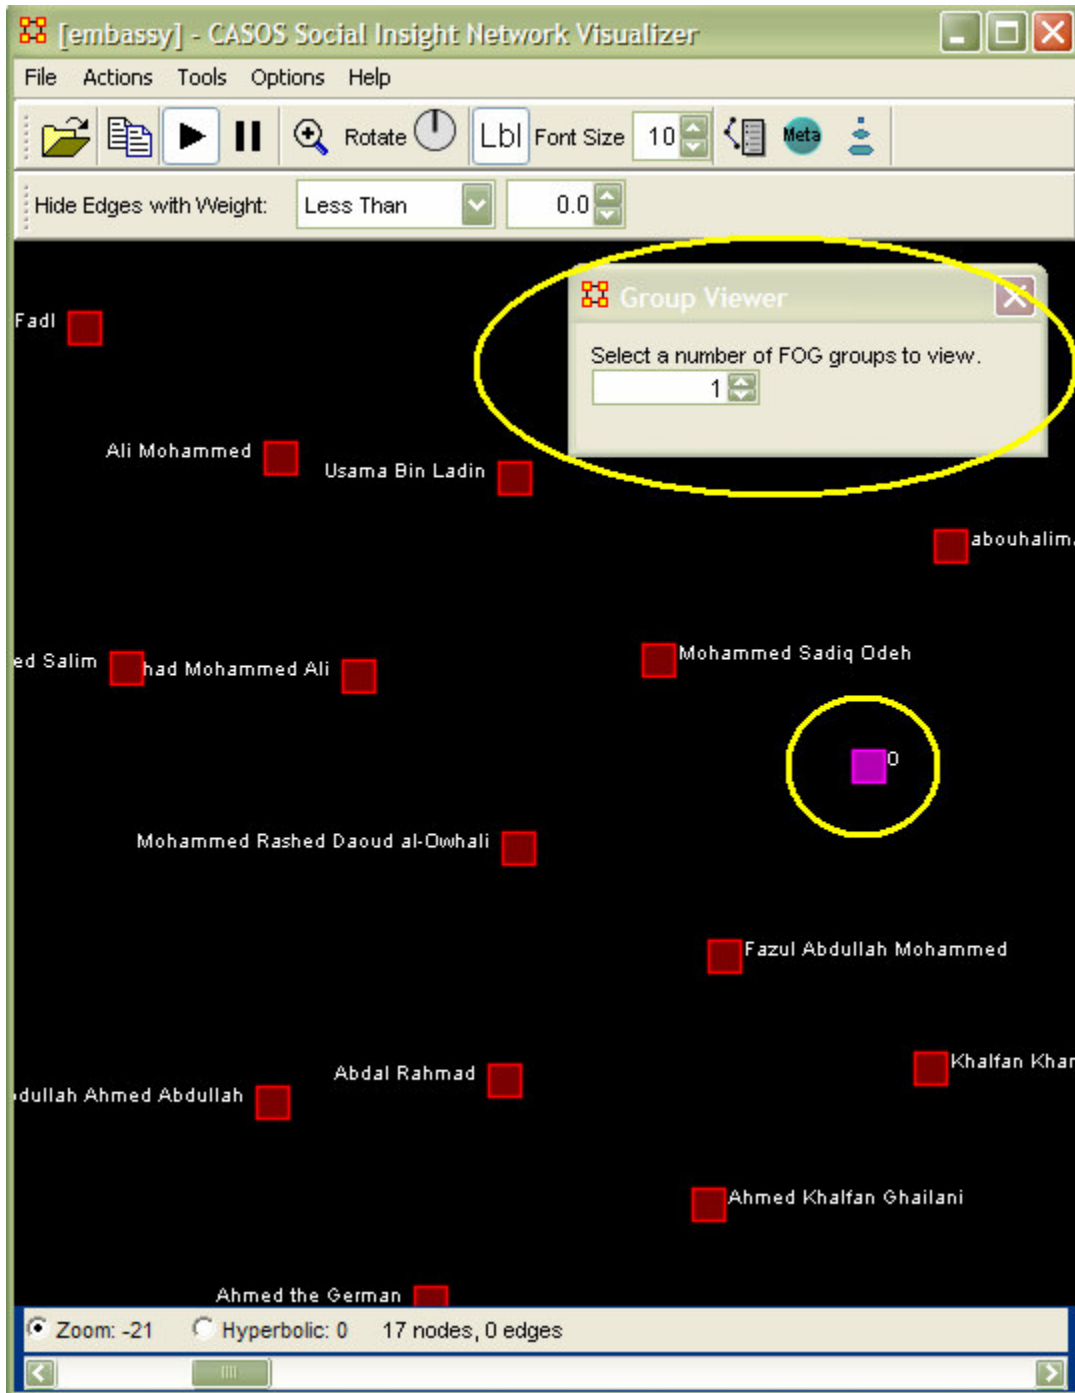 [embassy] - CASOS Social Insight Network Visualizer
File Actions Tools Options Help
Rotate Lbl Font Size 10 Meta
Hide Edges with Weight: Less Than 0.0
Group Viewer
Select a number of FOG groups to view.
1
Fadl
Ali Mohammed
Usama Bin Ladin
abouhalim
ed Salim
had Mohammed Ali
Mohammed Sadiq Odeh
0
Mohammed Rashed Daoud al-Owhali
Fazul Abdullah Mohammed
Khalfan Khar
Abdal Rahmad
dullah Ahmed Abdullah
Ahmed Khalfan Ghailani
Ahmed the German
Zoom: -21 Hyperbolic: 0 17 nodes, 0 edges